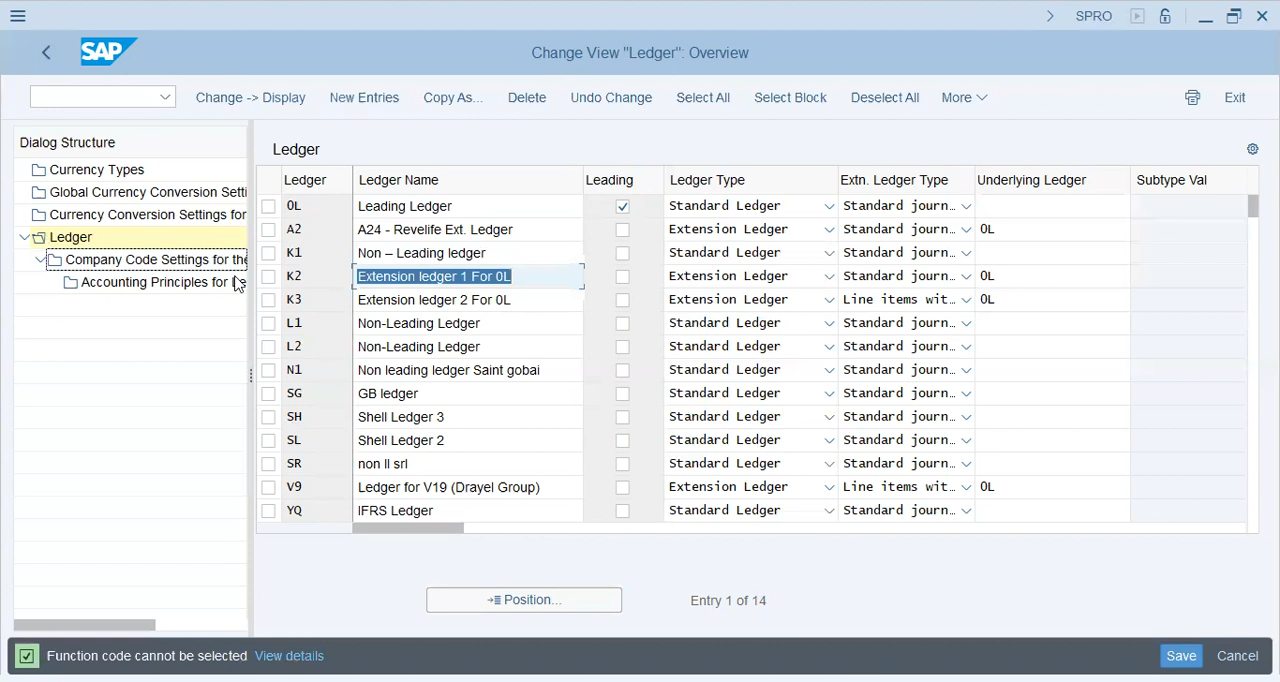 SPRO
SAP
Change View "Ledger": Overview
Change -> Display New Entries Copy As... Delete Undo Change Select All Select Block Deselect All More Exit
Dialog Structure
Currency Types
Global Currency Conversion Setti
Currency Conversion Settings for
Ledger
Company Code Settings for the
Accounting Principles for
Ledger
Ledger Ledger Name Leading Ledger Type Extn. Ledger Type Underlying Ledger Subtype Val
0L Leading Ledger Standard Ledger Standard journ…
A2 A24 - Revelife Ext. Ledger Extension Ledger Standard journ… 0L
K1 Non – Leading ledger Standard Ledger Standard journ…
K2 Extension ledger 1 For 0L Extension Ledger Standard journ… 0L
K3 Extension ledger 2 For 0L Extension Ledger Line items wit… 0L
L1 Non-Leading Ledger Standard Ledger Standard journ…
L2 Non-Leading Ledger Standard Ledger Standard journ…
N1 Non leading ledger Saint gobai Standard Ledger Standard journ…
SG GB ledger Standard Ledger Standard journ…
SH Shell Ledger 3 Standard Ledger Standard journ…
SL Shell Ledger 2 Standard Ledger Standard journ…
SR non ll srl Standard Ledger Standard journ…
V9 Ledger for V19 (Drayel Group) Extension Ledger Line items wit… 0L
YQ IFRS Ledger Standard Ledger Standard journ…
Position... Entry 1 of 14
Function code cannot be selected View details Save Cancel